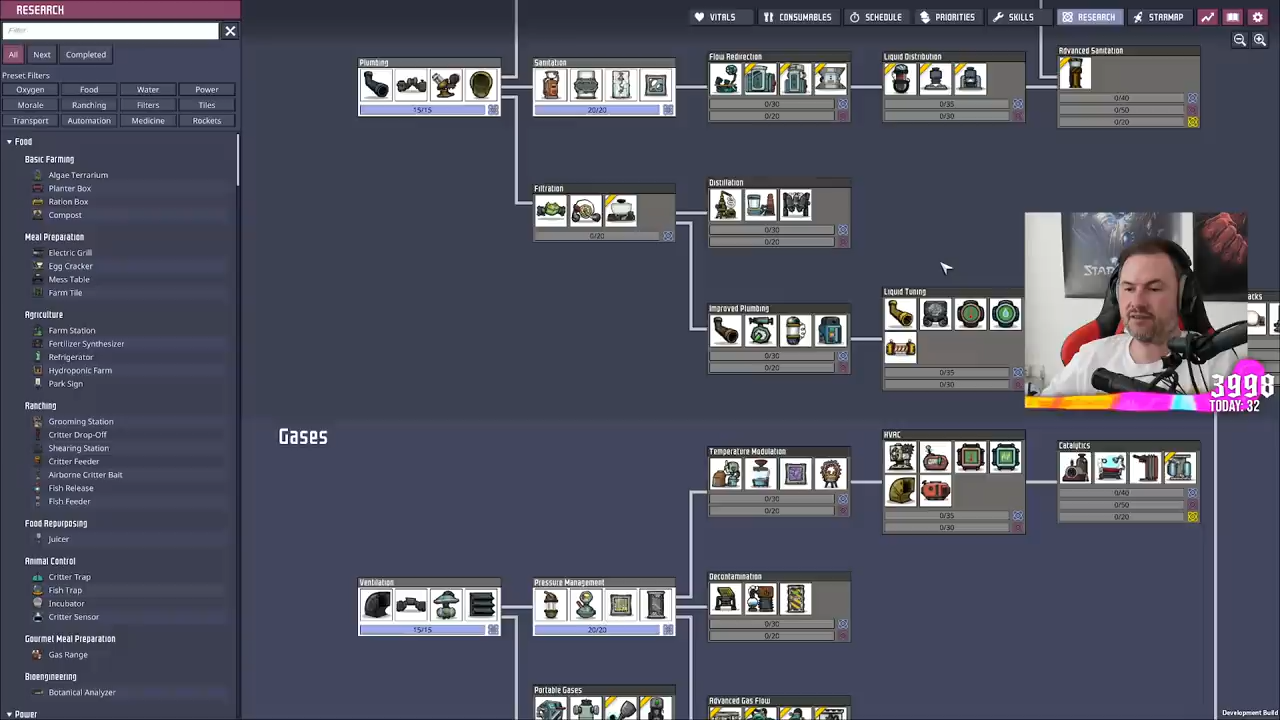 RESEARCH
VITALS CONSUMABLES SCHEDULE PRIORITIES SKILLS RESEARCH STARMAP
Filter
All Next Completed
Preset Filters
Oxygen Food Water Power
Morale Ranching Filters Tiles
Transport Automation Medicine Rockets
Food
Basic Farming
Algae Terrarium
Planter Box
Ration Box
Compost
Meal Preparation
Electric Grill
Egg Cracker
Mess Table
Farm Tile
Agriculture
Farm Station
Fertilizer Synthesizer
Refrigerator
Hydroponic Farm
Park Sign
Ranching
Grooming Station
Critter Drop-Off
Shearing Station
Critter Feeder
Airborne Critter Bait
Fish Release
Fish Feeder
Food Repurposing
Juicer
Animal Control
Critter Trap
Fish Trap
Incubator
Critter Sensor
Gourmet Meal Preparation
Gas Range
Bioengineering
Botanical Analyzer
Power
Plumbing
15/15
Sanitation
20/20
Flow Redirection
0/30
0/20
Liquid Distribution
0/35
0/30
Advanced Sanitation
0/40
0/50
0/20
Filtration
0/20
Distillation
0/30
0/20
Improved Plumbing
0/30
0/20
Liquid Tuning
0/35
0/30
STAR
acks
3998
TODAY: 32
Gases
Temperature Modulation
0/30
0/20
HVAC
0/35
0/30
Catalytics
0/40
0/50
0/20
Ventilation
15/15
Pressure Management
20/20
Decontamination
0/30
0/20
Portable Gases
Advanced Gas Flow
Development Build